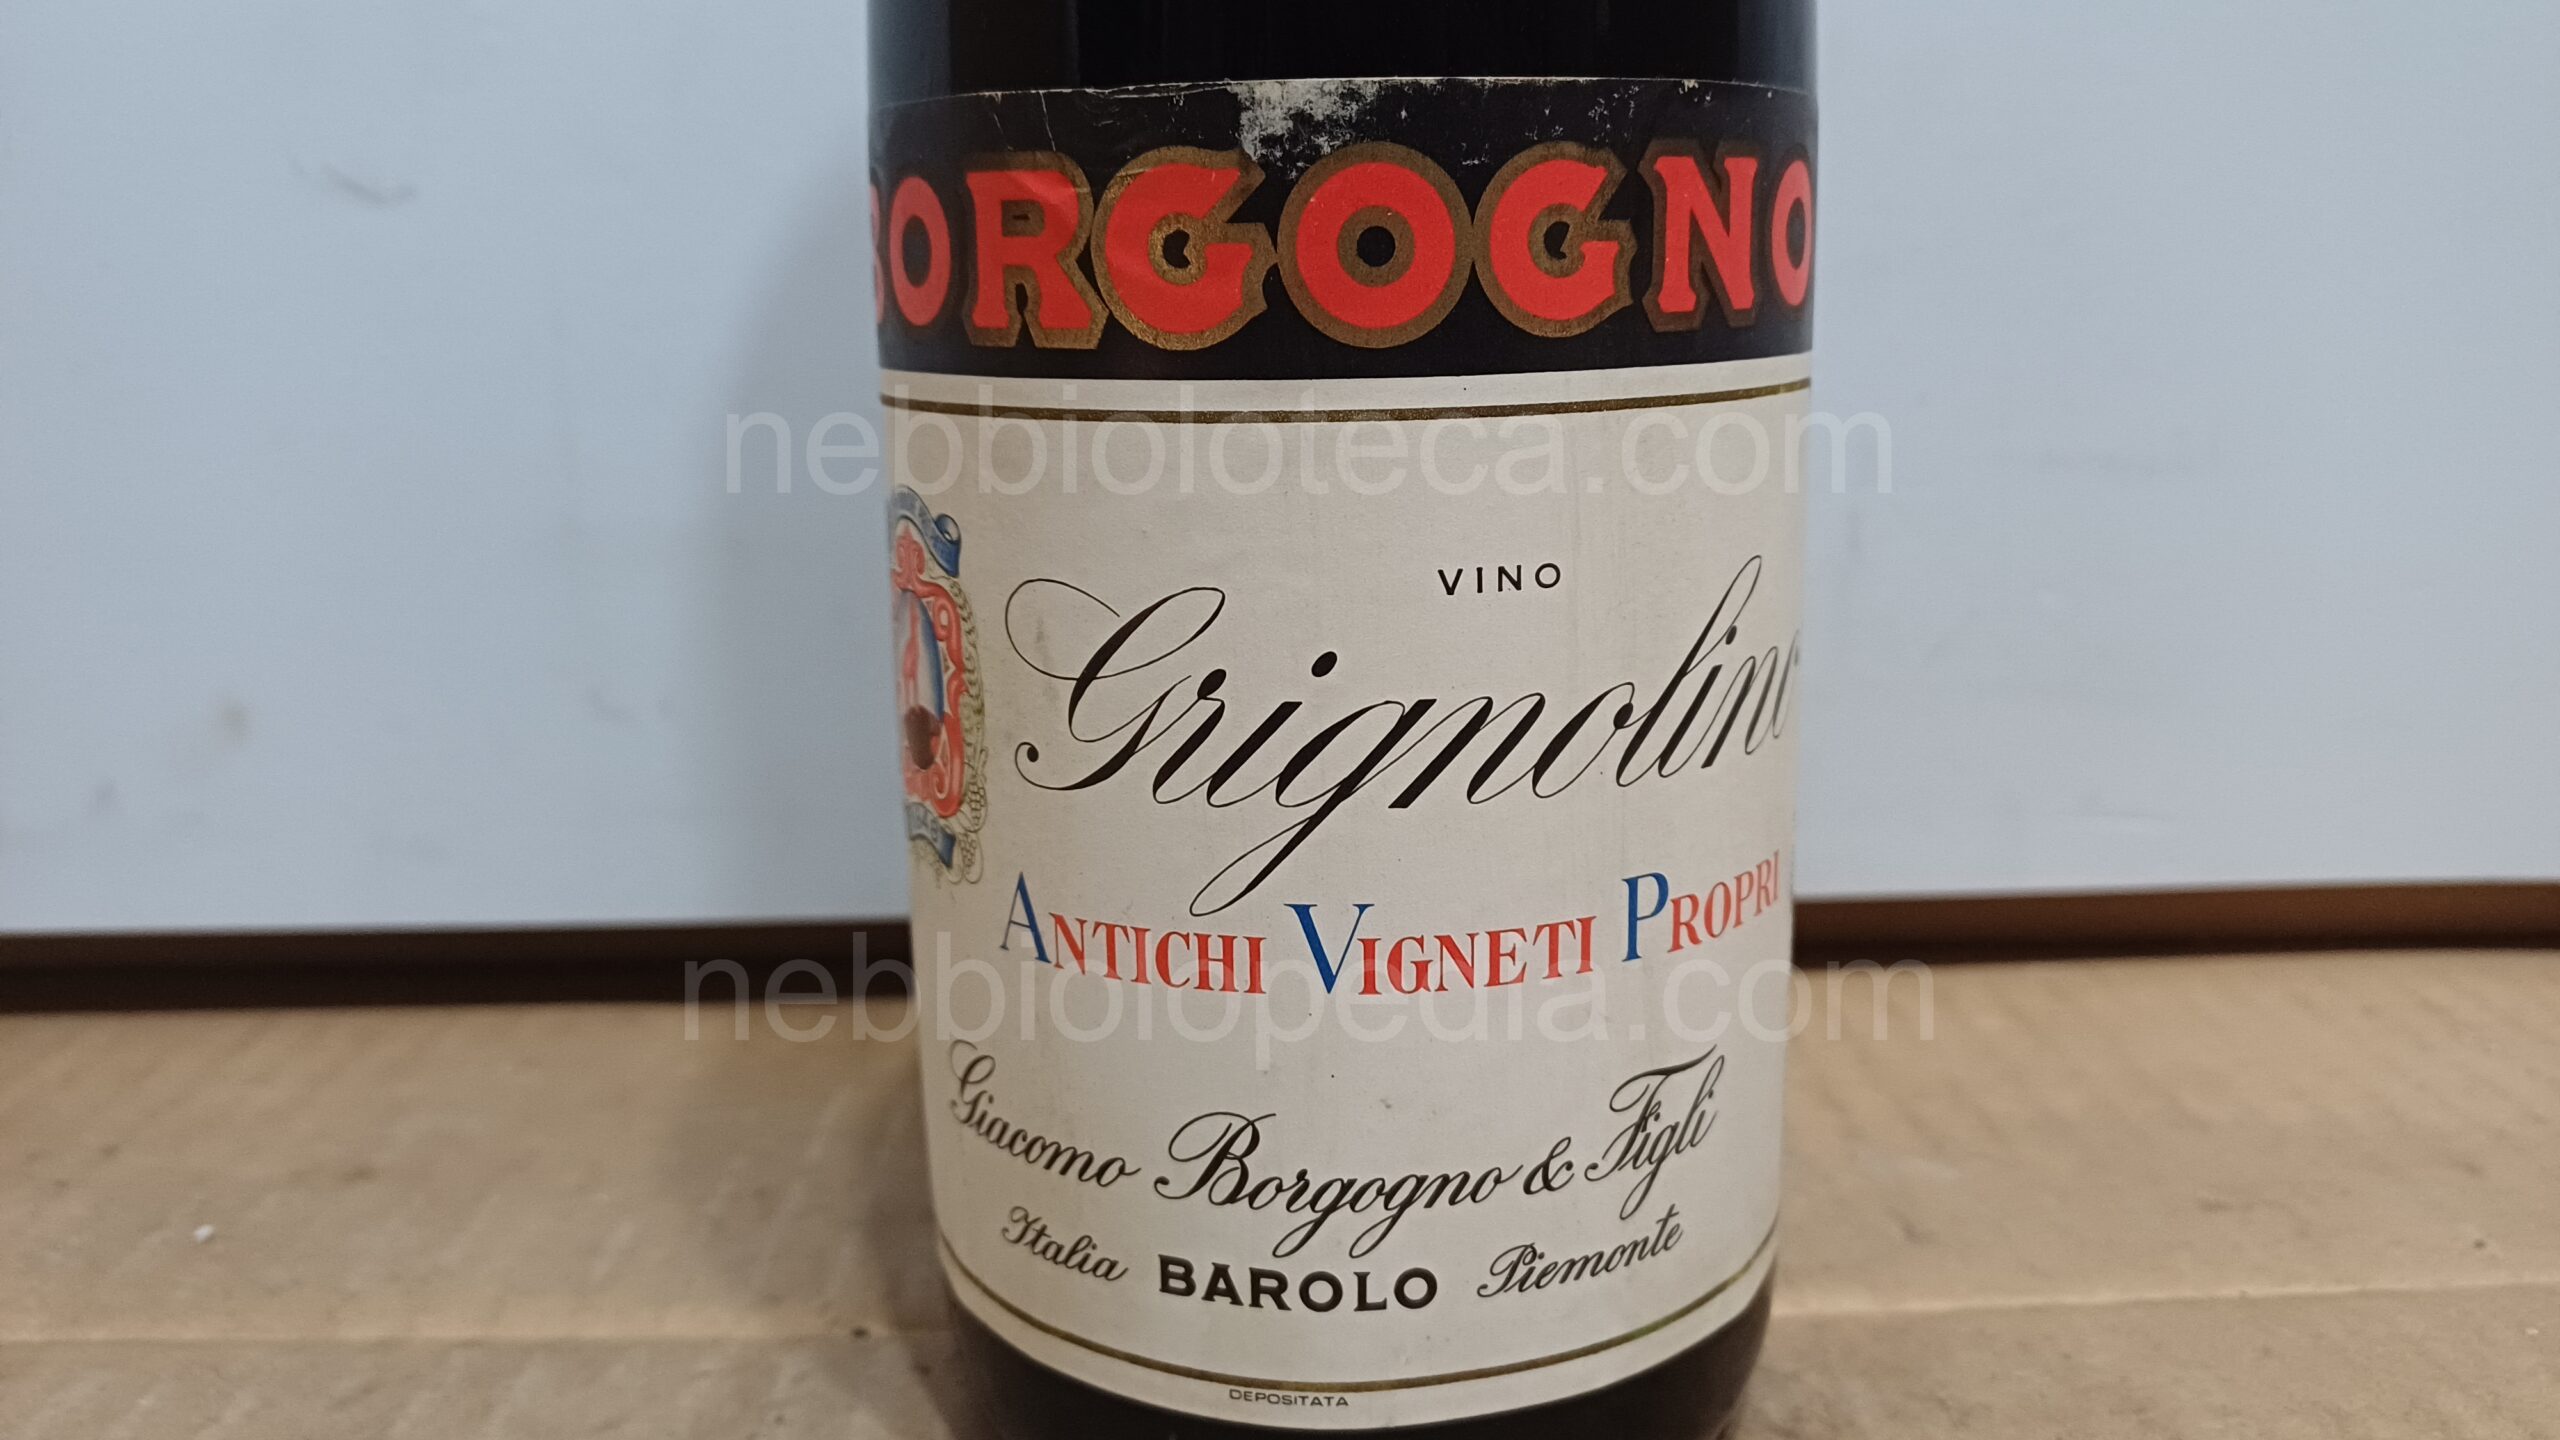 BORGOGNO
nebbioloteca.com
VINO
Grignolino
ANTICHI VIGNETI PROPRI
nebbiolopedia.com
Giacomo Borgogno & Figli
Italia BAROLO Piemonte
DEPOSITATA